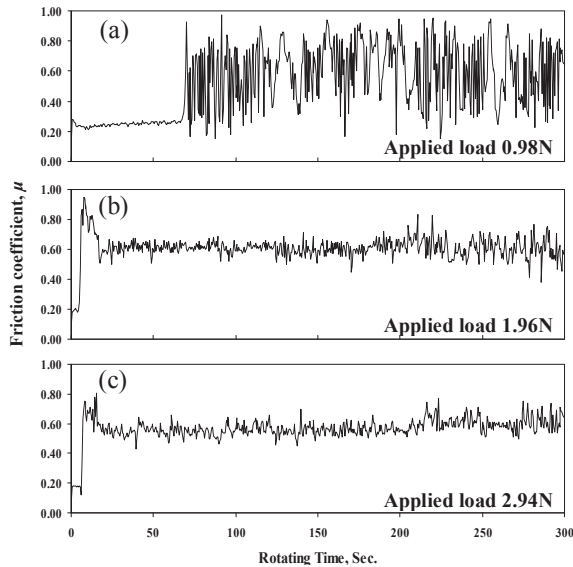 Friction coefficient, μ
1.00
0.80
0.60
0.40
0.20
0.00
(a)
Applied load 0.98N
1.00
0.80
0.60
0.40
0.20
0.00
(b)
Applied load 1.96N
1.00
0.80
0.60
0.40
0.20
0.00
(c)
Applied load 2.94N
0 50 100 150 200 250 300
Rotating Time, Sec.